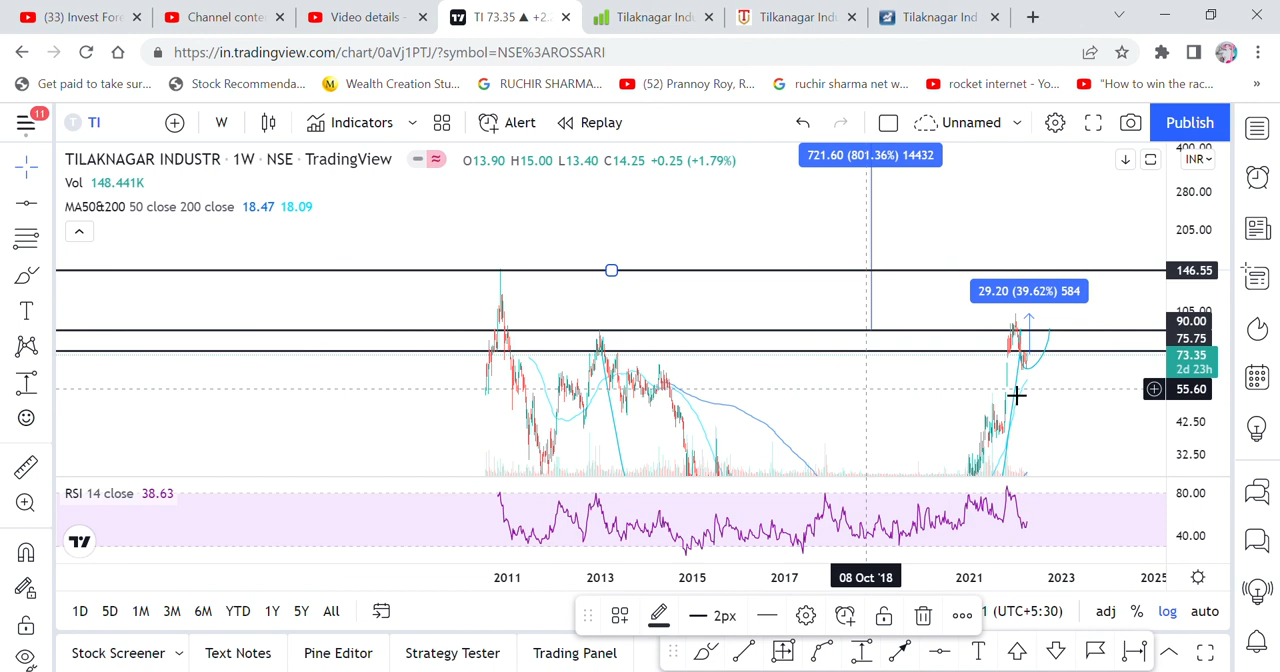 (33) Invest For
Channel conte
Video details -
TI 73.35 ▲ +2.
Tilaknagar Indu
Tilkanagar Indu
Tilaknagar Ind
https://in.tradingview.com/chart/0aVj1PTJ/?symbol=NSE%3AROSSARI
Get paid to take sur...
Stock Recommenda...
Wealth Creation Stu...
RUCHIR SHARMA...
(52) Prannoy Roy, R...
ruchir sharma net w...
rocket internet - Yo...
"How to win the rac...
»
11
TI
W
Indicators
Alert
Replay
Unnamed
Publish
TILAKNAGAR INDUSTR · 1W · NSE · TradingView
O13.90 H15.00 L13.40 C14.25 +0.25 (+1.79%)
721.60 (801.36%) 14432
INR
Vol 148.441K
MA50&200 50 close 200 close 18.47 18.09
29.20 (39.62%) 584
400.00
280.00
205.00
146.55
105.00
90.00
75.75
73.35
2d 23h
55.60
42.50
32.50
RSI 14 close 38.63
80.00
40.00
2011
2013
2015
2017
08 Oct '18
2021
2023
2025
1D
5D
1M
3M
6M
YTD
1Y
5Y
All
2px
1 (UTC+5:30)
adj
%
log
auto
Stock Screener
Text Notes
Pine Editor
Strategy Tester
Trading Panel